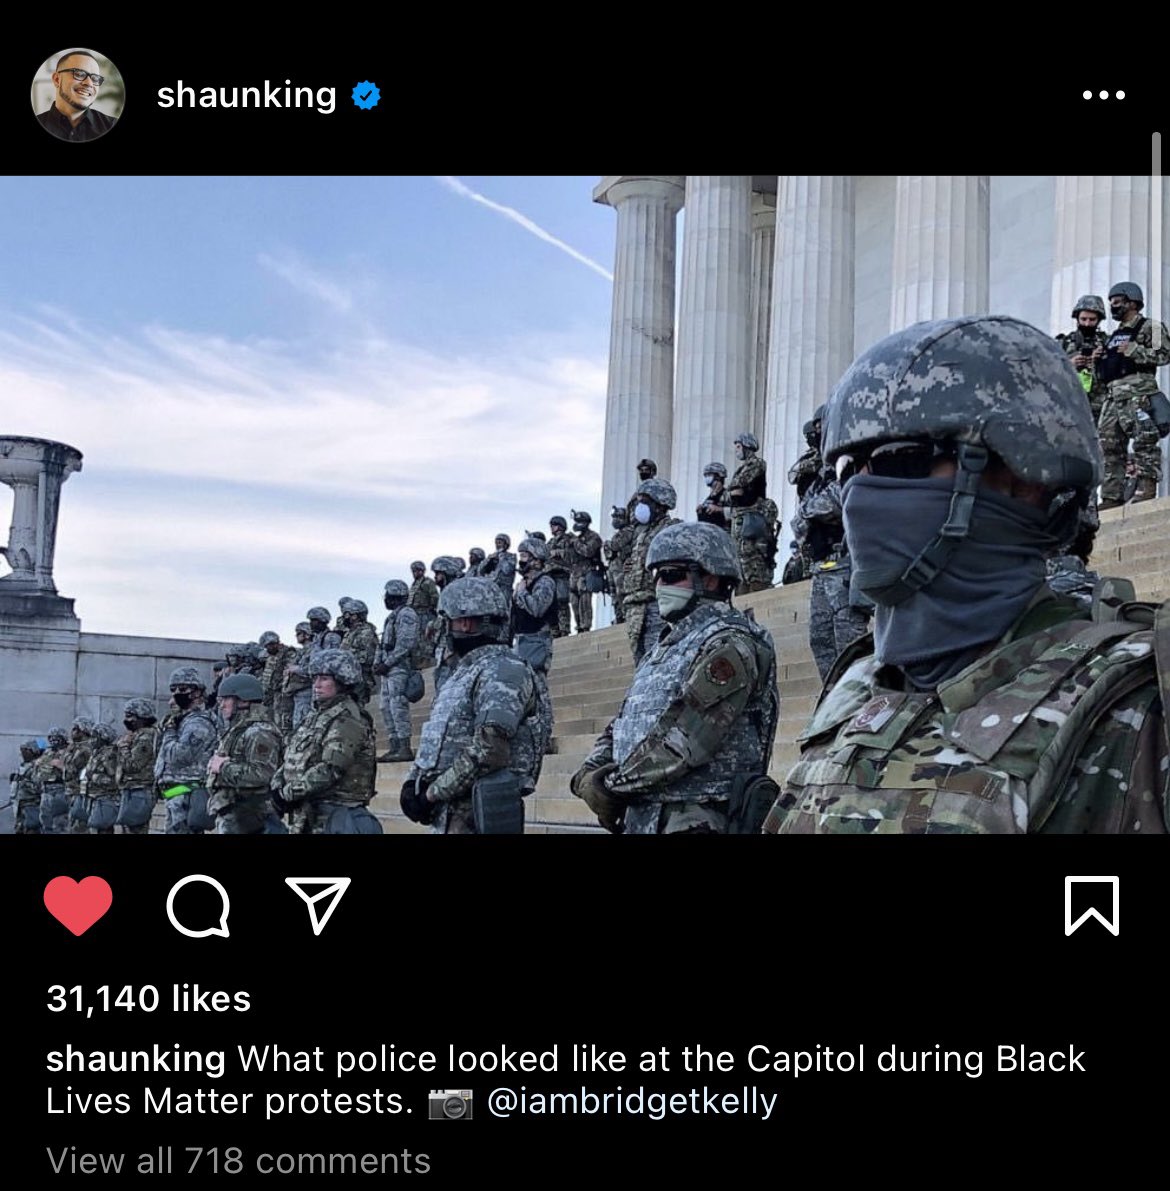 shaunking
31,140 likes
shaunking What police looked like at the Capitol during Black
Lives Matter protests. 📷 @iambridgetkelly
View all 718 comments